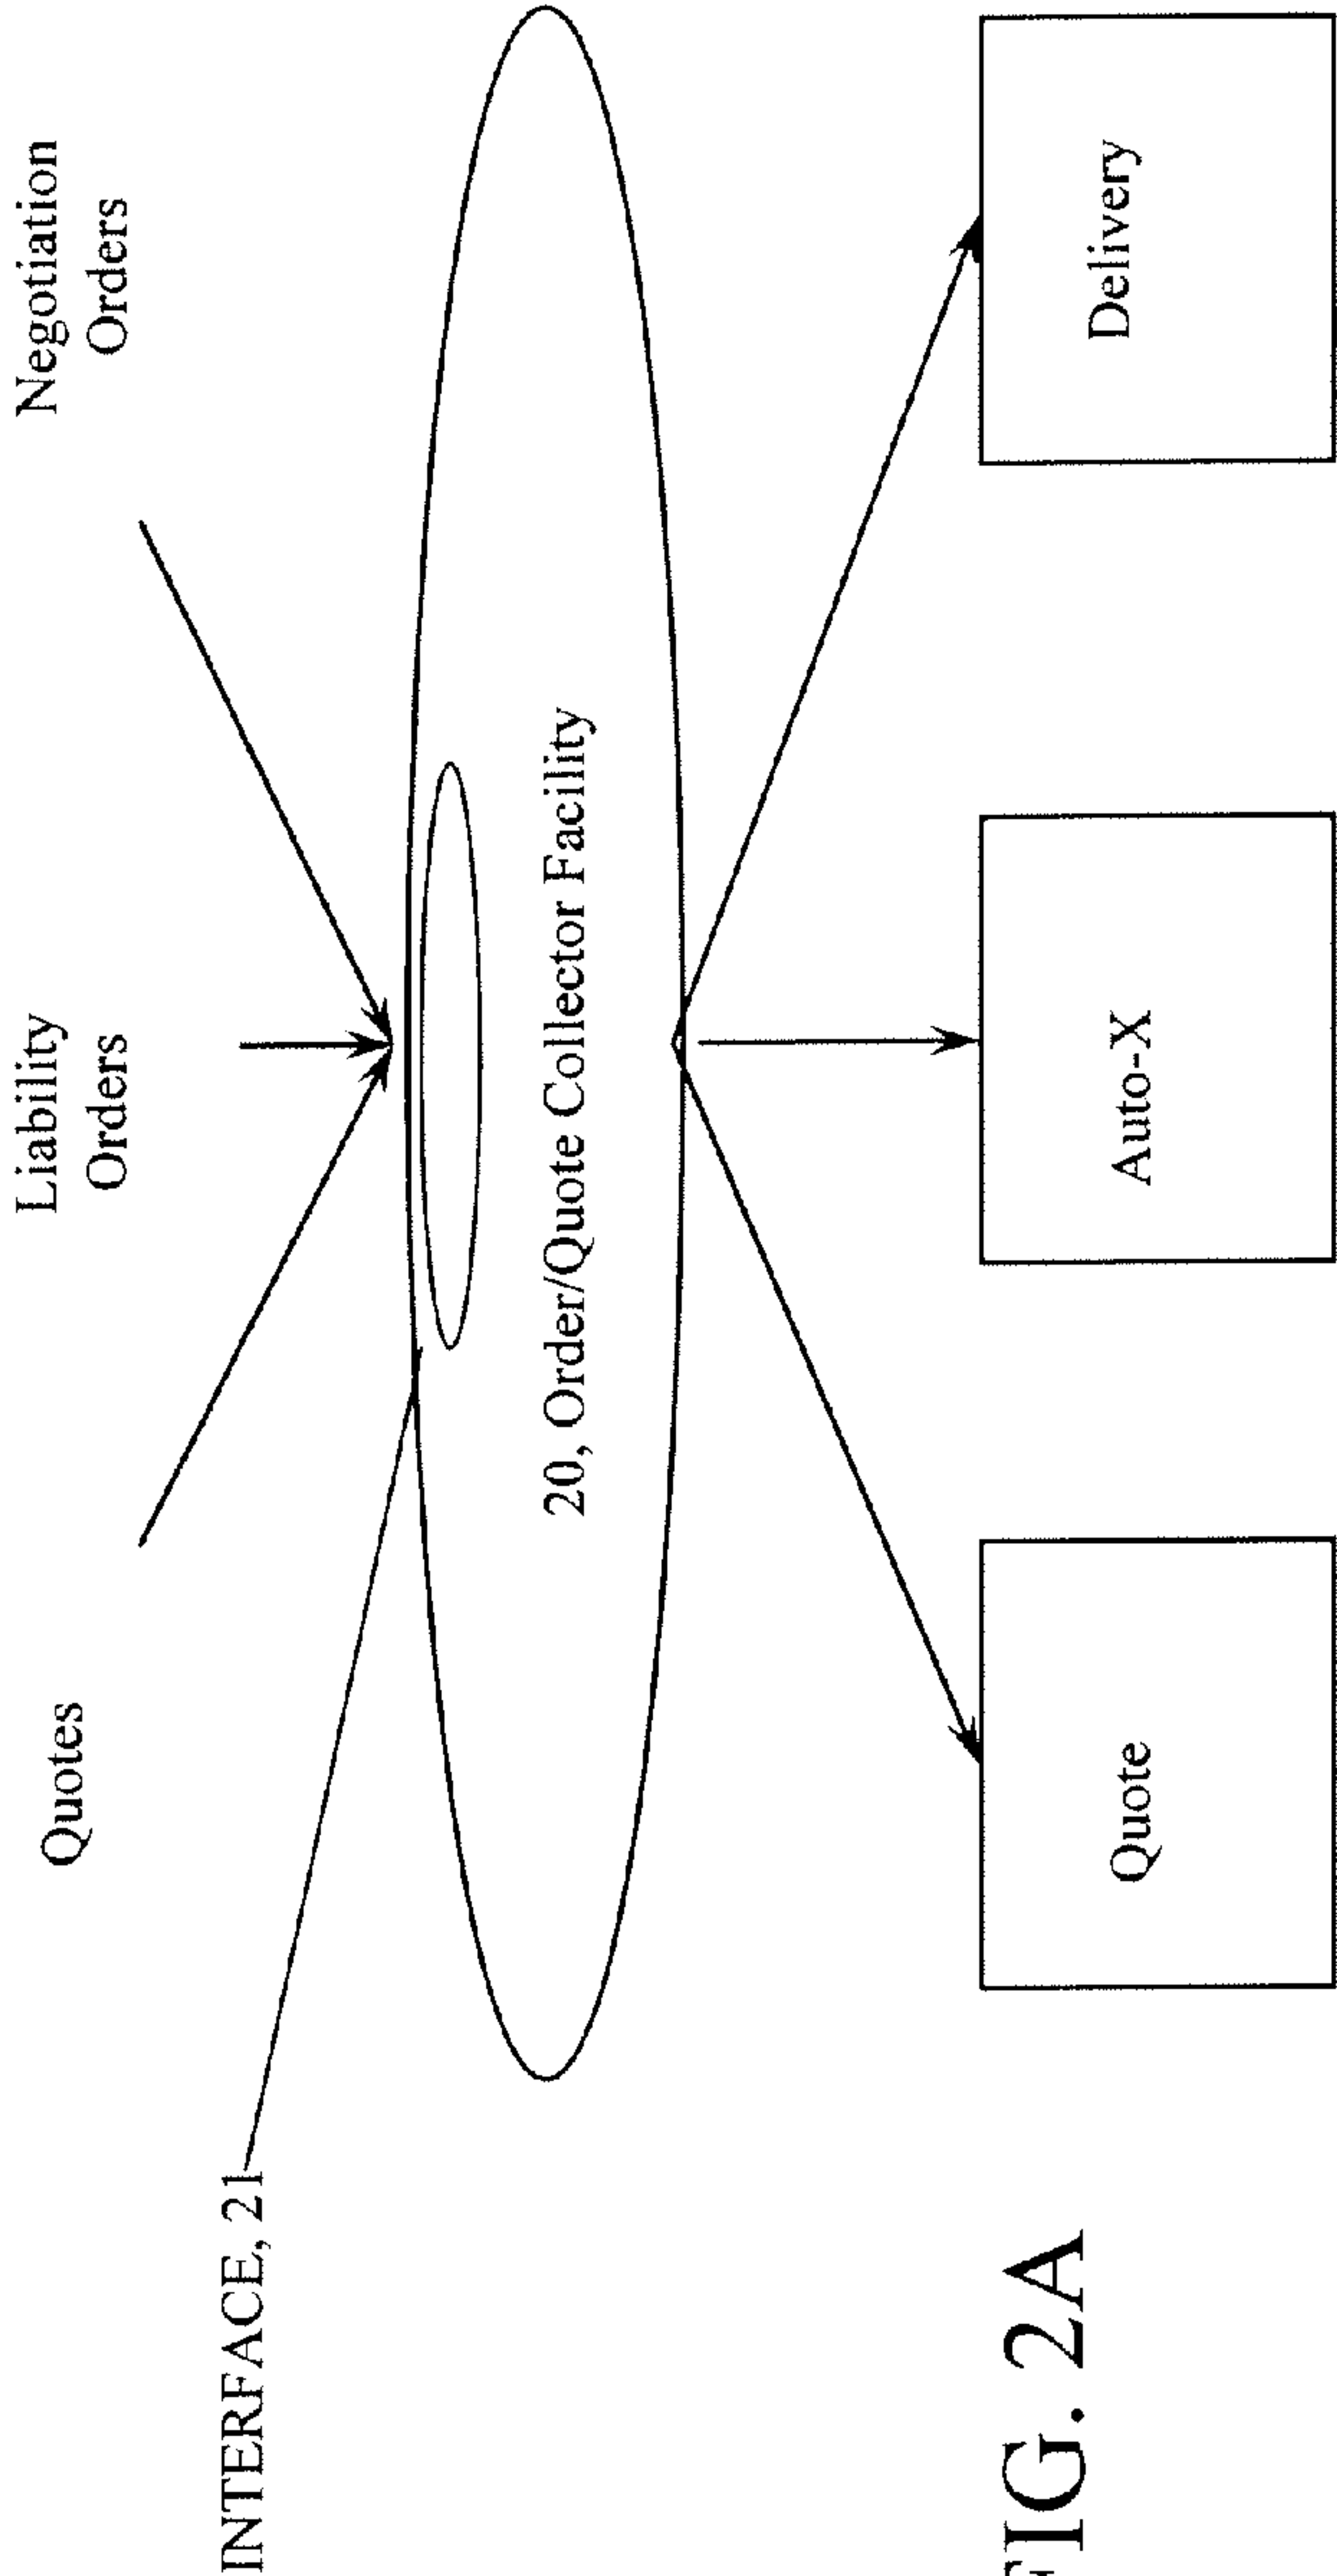 Quotes
Liability
Orders
Negotiation
Orders
INTERFACE, 21
20, Order/Quote Collector Facility
Quote
Auto-X
Delivery
FIG. 2A